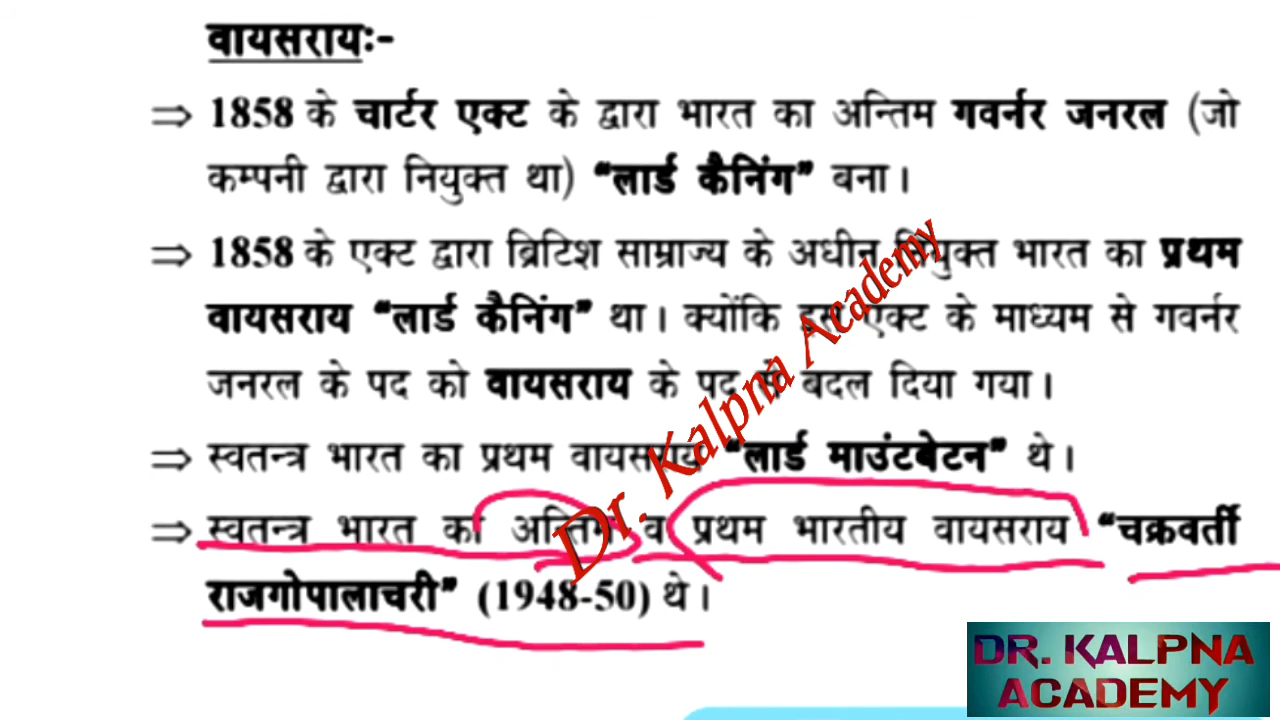 वायसरायः-
⇒ 1858 के चार्टर एक्ट के द्वारा भारत का अन्तिम गवर्नर जनरल (जो
कम्पनी द्वारा नियुक्त था) “लार्ड कैनिंग” बना।
⇒ 1858 के एक्ट द्वारा ब्रिटिश साम्राज्य के अधीन नियुक्त भारत का प्रथम
वायसराय “लार्ड कैनिंग” था। क्योंकि इस एक्ट के माध्यम से गवर्नर
जनरल के पद को वायसराय के पद से बदल दिया गया।
⇒ स्वतन्त्र भारत का प्रथम वायसराय “लार्ड माउंटबेटन” थे।
⇒ स्वतन्त्र भारत का अन्तिम व प्रथम भारतीय वायसराय “चक्रवर्ती
राजगोपालाचरी” (1948-50) थे।
Dr. Kalpna Academy
DR. KALPNA
ACADEMY